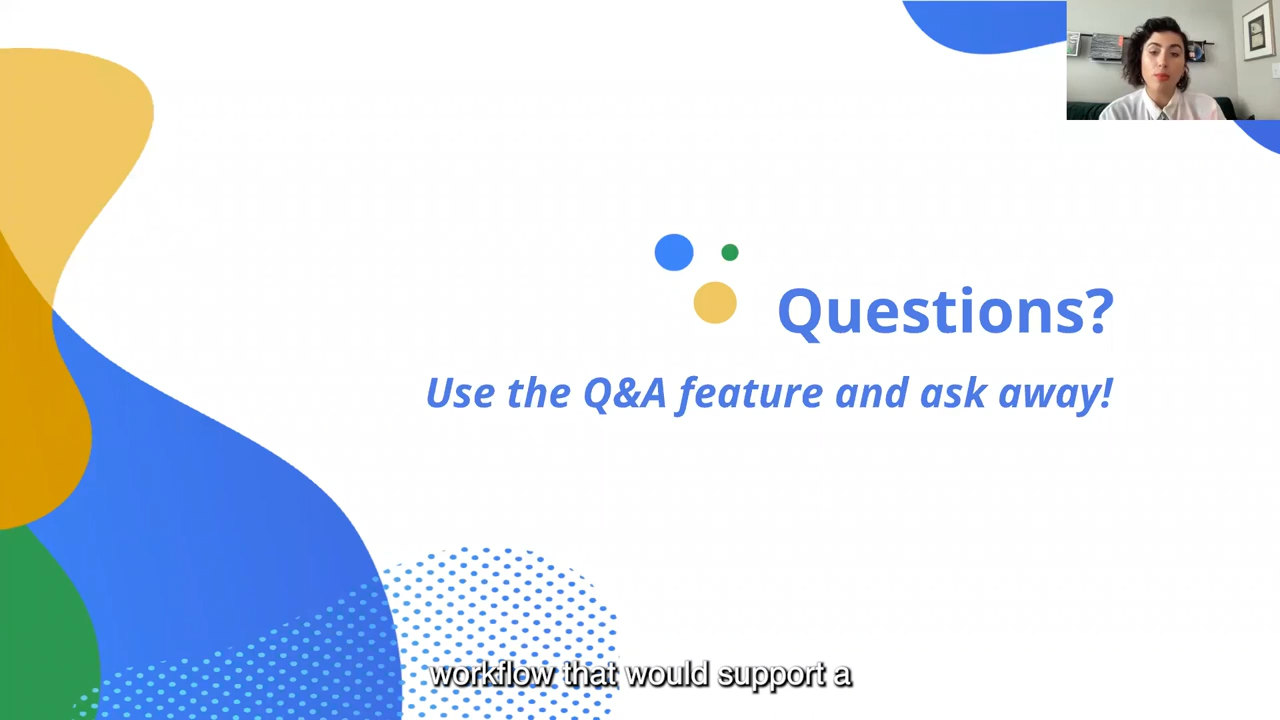 Questions?
Use the Q&A feature and ask away!
workflow that would support a